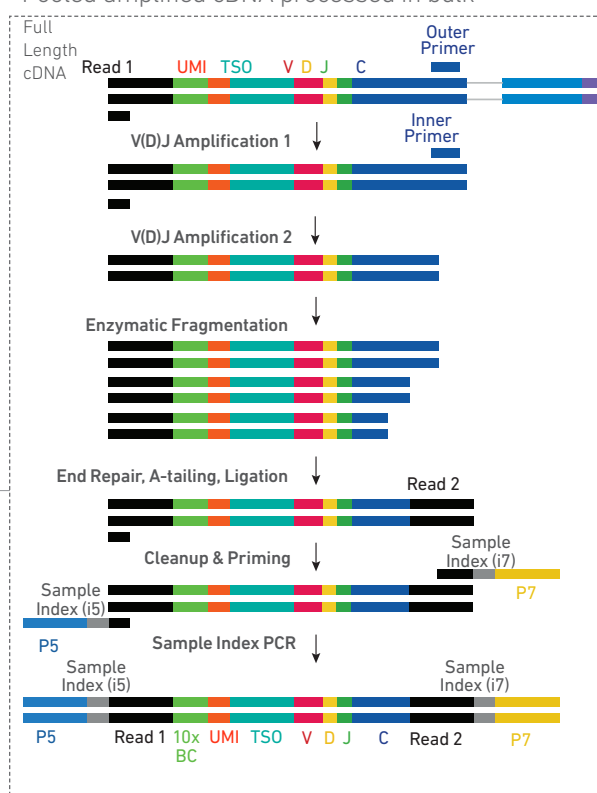 Pooled amplified cDNA processed in bulk
Full
Length
cDNA
Outer
Primer
Read 1 UMI TSO V D J C
Inner
Primer
V(D)J Amplification 1
V(D)J Amplification 2
Enzymatic Fragmentation
End Repair, A-tailing, Ligation
Read 2
Cleanup & Priming
Sample
Index (i7)
P7
Sample
Index (i5)
P5
Sample Index PCR
Sample
Index (i5)
Sample
Index (i7)
P5 Read 1 10x UMI TSO V D J C Read 2 P7
BC